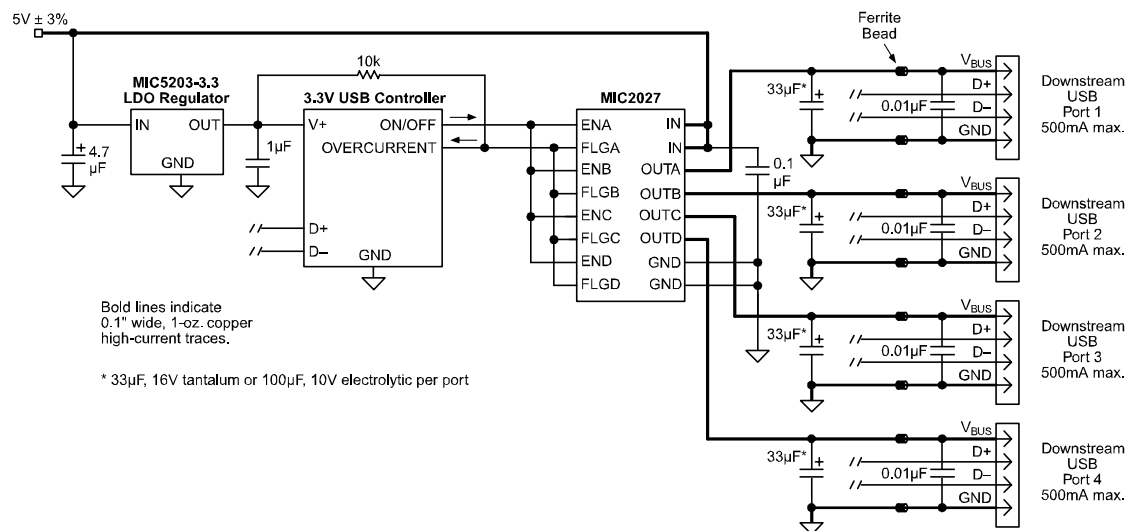 5V ± 3%
MIC5203-3.3
LDO Regulator
IN
OUT
GND
4.7
µF
+
1µF
10k
3.3V USB Controller
V+
ON/OFF
OVERCURRENT
D+
D–
GND
MIC2027
ENA
FLGA
ENB
FLGB
ENC
FLGC
END
FLGD
IN
IN
OUTA
OUTB
OUTC
OUTD
GND
GND
0.1
µF
Ferrite
Bead
33µF*
+
0.01µF
VBUS
D+
D–
GND
Downstream
USB
Port 1
500mA max.
33µF*
+
0.01µF
VBUS
D+
D–
GND
Downstream
USB
Port 2
500mA max.
33µF*
+
0.01µF
VBUS
D+
D–
GND
Downstream
USB
Port 3
500mA max.
33µF*
+
0.01µF
VBUS
D+
D–
GND
Downstream
USB
Port 4
500mA max.
Bold lines indicate
0.1" wide, 1-oz. copper
high-current traces.
* 33µF, 16V tantalum or 100µF, 10V electrolytic per port